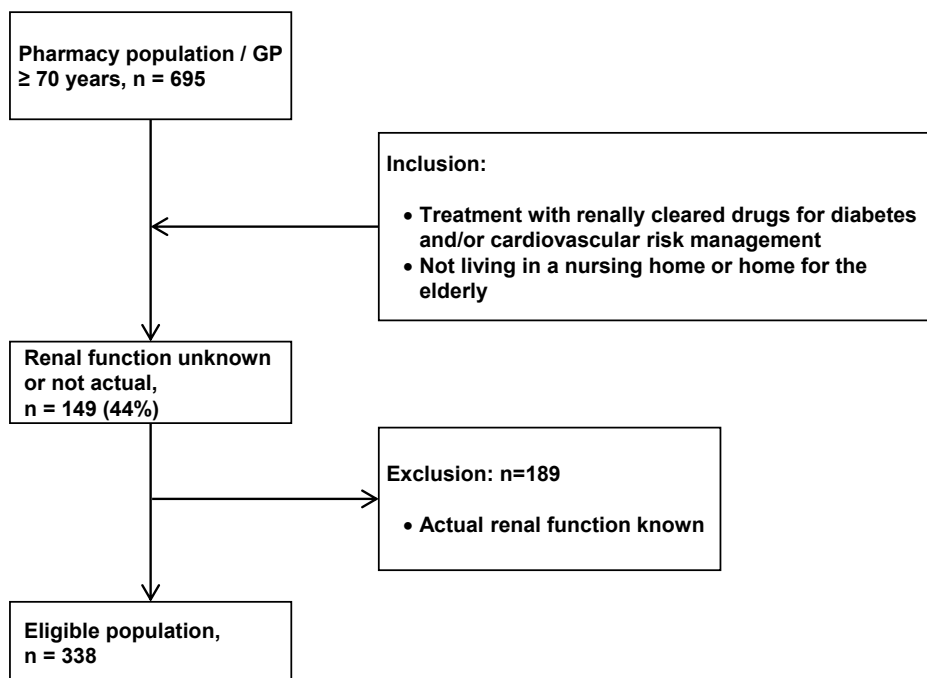 Pharmacy population / GP
≥ 70 years, n = 695
Inclusion:
• Treatment with renally cleared drugs for diabetes
and/or cardiovascular risk management
• Not living in a nursing home or home for the
elderly
Renal function unknown
or not actual,
n = 149 (44%)
Exclusion: n=189
• Actual renal function known
Eligible population,
n = 338